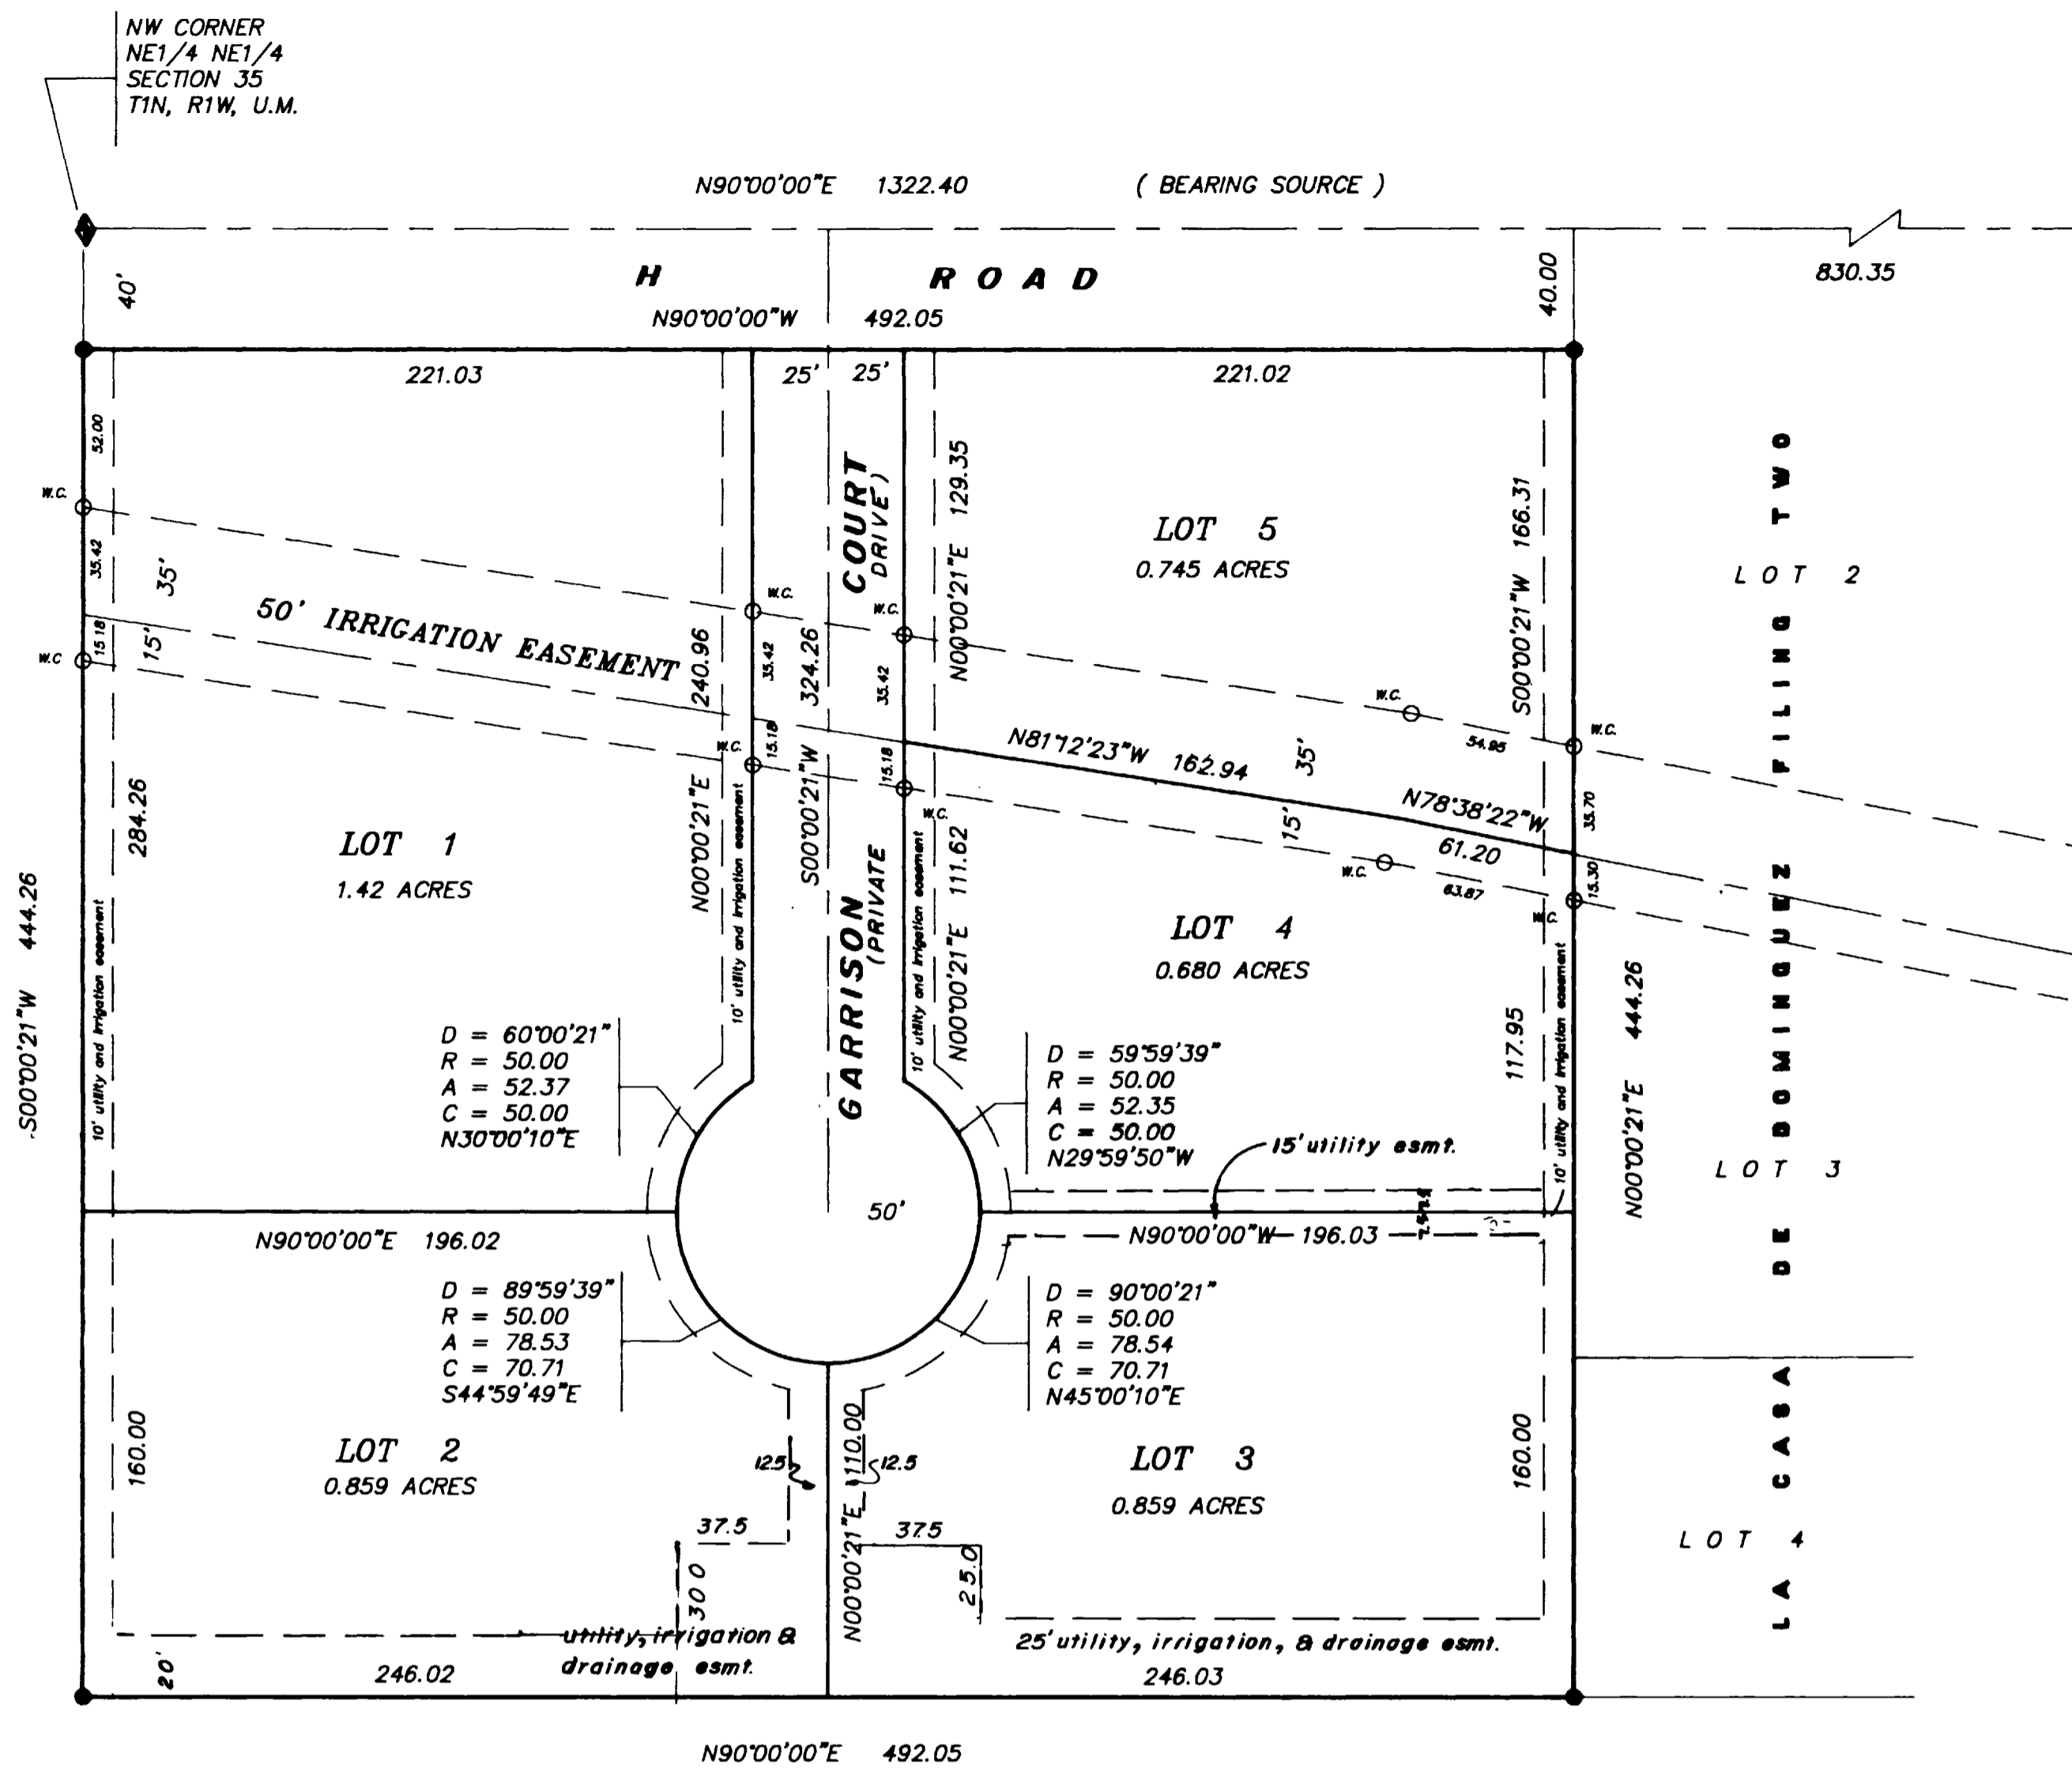 NW CORNER
NE1/4 NE1/4
SECTION 35
T1N, R1W, U.M.
N90°00'00"E 1322.40 ( BEARING SOURCE )
40'
H ROAD
40.00
830.35
N90°00'00"W 492.05
221.03
25' 25'
221.02
52.00
W.C.
35.42
35'
50' IRRIGATION EASEMENT
15.18
15'
W.C
240.96
N00°00'21"E
W.C.
35.42
W.C.
15.18
324.26
S00°00'21"W
GARRISON COURT
(PRIVATE DRIVE)
W.C.
35.42
15.18
W.C.
N00°00'21"E 129.35
LOT 5
0.745 ACRES
S00°00'21"W 166.31
W.C.
54.95
W.C.
N81°12'23"W 162.94
35'
15'
N78°38'22"W
61.20
35.70
15.30
W.C.
63.87
W.C.
LOT 1
1.42 ACRES
284.26
S00°00'21"W 444.26
10' utility and irrigation easement
10' utility and irrigation easement
10' utility and irrigation easement
N00°00'21"E 111.62
LOT 4
0.680 ACRES
117.95
10' utility and irrigation easement
N00°00'21"E 444.26
LA CASA DE DOMINGUEZ FILING TWO
LOT 2
LOT 3
LOT 4
D = 60°00'21"
R = 50.00
A = 52.37
C = 50.00
N30°00'10"E
D = 59°59'39"
R = 50.00
A = 52.35
C = 50.00
N29°59'50"W
15' utility esmt.
50'
N90°00'00"E 196.02
N90°00'00"W 196.03
D = 89°59'39"
R = 50.00
A = 78.53
C = 70.71
S44°59'49"E
D = 90°00'21"
R = 50.00
A = 78.54
C = 70.71
N45°00'10"E
160.00
LOT 2
0.859 ACRES
12.5
12.5
N00°00'21"E 110.00
LOT 3
0.859 ACRES
160.00
37.5
37.5
30 0
25.0
utility, irrigation &
drainage esmt.
25' utility, irrigation, & drainage esmt.
20'
246.02
246.03
N90°00'00"E 492.05